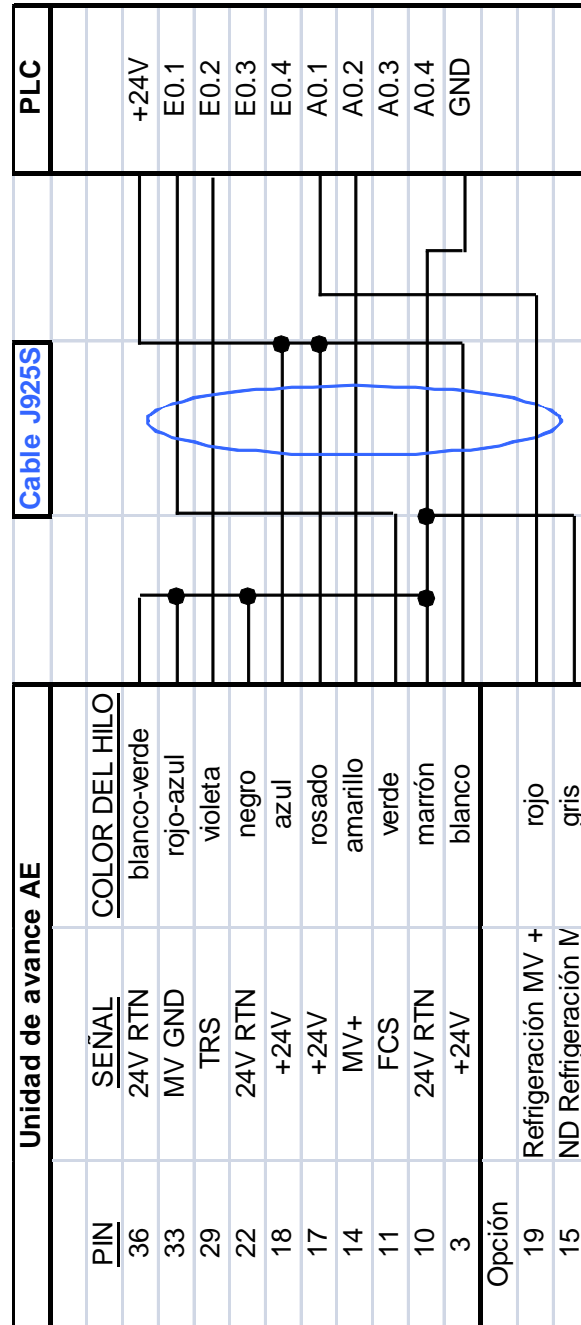 Unidad de avance AE
Cable J925S
PLC
PIN SEÑAL COLOR DEL HILO
36 24V RTN blanco-verde +24V
33 MV GND rojo-azul E0.1
29 TRS violeta E0.2
22 24V RTN negro E0.3
18 +24V azul E0.4
17 +24V rosado A0.1
14 MV+ amarillo A0.2
11 FCS verde A0.3
10 24V RTN marrón A0.4
3 +24V blanco GND
Opción
19 Refrigeración MV + rojo
15 ND Refrigeración gris